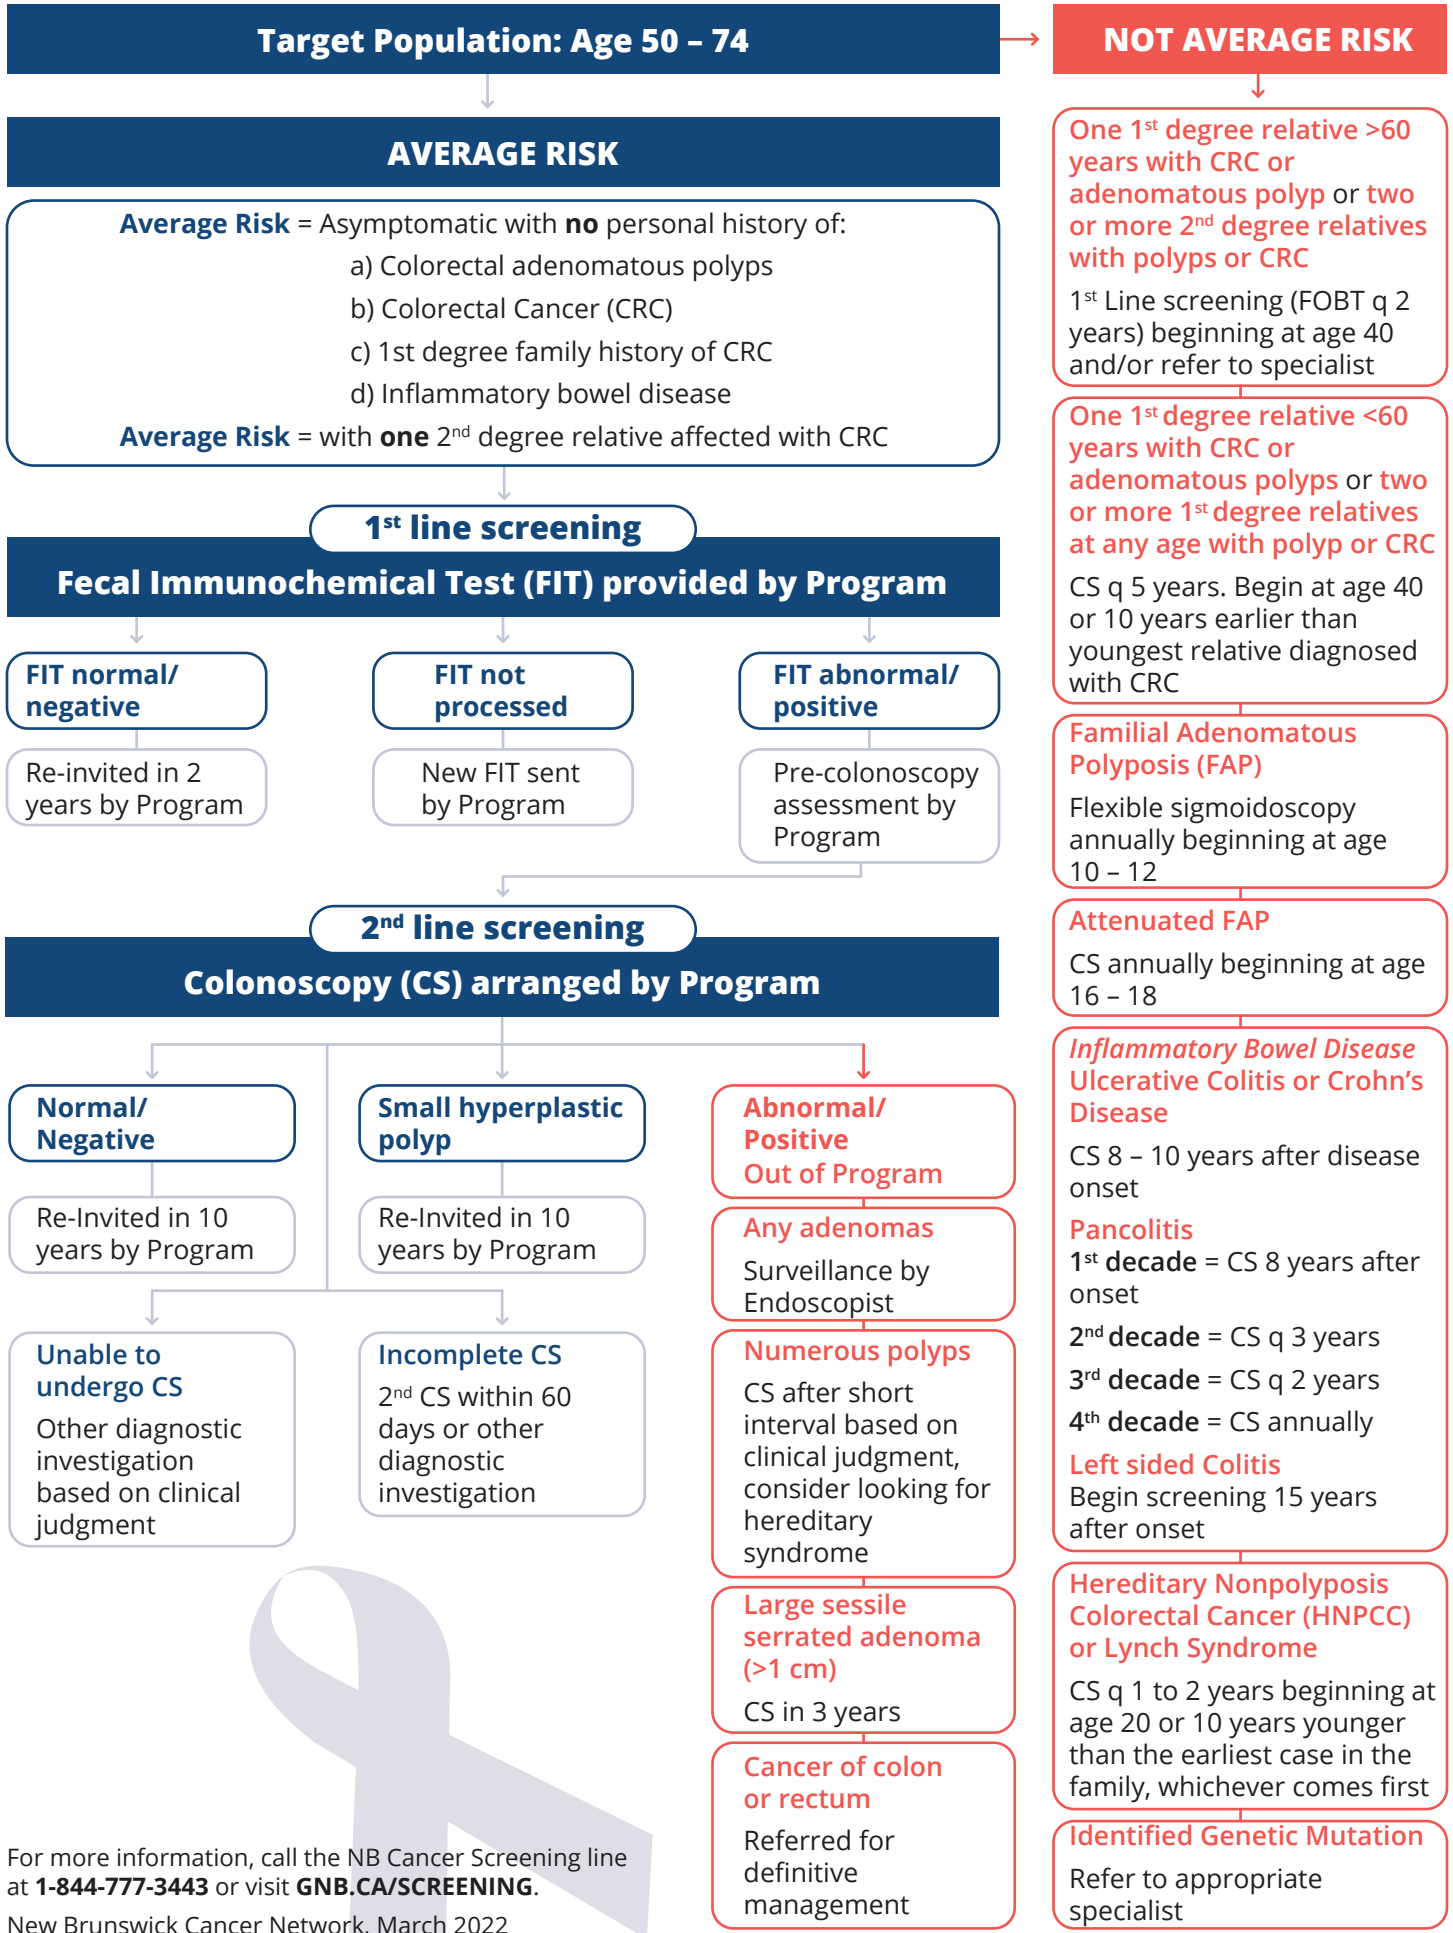 Target Population: Age 50 – 74
AVERAGE RISK
Average Risk = Asymptomatic with no personal history of:
a) Colorectal adenomatous polyps
b) Colorectal Cancer (CRC)
c) 1st degree family history of CRC
d) Inflammatory bowel disease
Average Risk = with one 2nd degree relative affected with CRC
1st line screening
Fecal Immunochemical Test (FIT) provided by Program
FIT normal/
negative
Re-invited in 2
years by Program
FIT not
processed
New FIT sent
by Program
FIT abnormal/
positive
Pre-colonoscopy
assessment by
Program
2nd line screening
Colonoscopy (CS) arranged by Program
Normal/
Negative
Re-Invited in 10
years by Program
Small hyperplastic
polyp
Re-Invited in 10
years by Program
Unable to
undergo CS
Other diagnostic
investigation
based on clinical
judgment
Incomplete CS
2nd CS within 60
days or other
diagnostic
investigation
Abnormal/
Positive
Out of Program
Any adenomas
Surveillance by
Endoscopist
Numerous polyps
CS after short
interval based on
clinical judgment,
consider looking for
hereditary
syndrome
Large sessile
serrated adenoma
(>1 cm)
CS in 3 years
Cancer of colon
or rectum
Referred for
definitive
management
NOT AVERAGE RISK
One 1st degree relative >60
years with CRC or
adenomatous polyp or two
or more 2nd degree relatives
with polyps or CRC
1st Line screening (FOBT q 2
years) beginning at age 40
and/or refer to specialist
One 1st degree relative <60
years with CRC or
adenomatous polyps or two
or more 1st degree relatives
at any age with polyp or CRC
CS q 5 years. Begin at age 40
or 10 years earlier than
youngest relative diagnosed
with CRC
Familial Adenomatous
Polyposis (FAP)
Flexible sigmoidoscopy
annually beginning at age
10 – 12
Attenuated FAP
CS annually beginning at age
16 – 18
Inflammatory Bowel Disease
Ulcerative Colitis or Crohn’s
Disease
CS 8 – 10 years after disease
onset
Pancolitis
1st decade = CS 8 years after
onset
2nd decade = CS q 3 years
3rd decade = CS q 2 years
4th decade = CS annually
Left sided Colitis
Begin screening 15 years
after onset
Hereditary Nonpolyposis
Colorectal Cancer (HNPCC)
or Lynch Syndrome
CS q 1 to 2 years beginning at
age 20 or 10 years younger
than the earliest case in the
family, whichever comes first
Identified Genetic Mutation
Refer to appropriate
specialist
For more information, call the NB Cancer Screening line
at 1-844-777-3443 or visit GNB.CA/SCREENING.
New Brunswick Cancer Network, March 2022